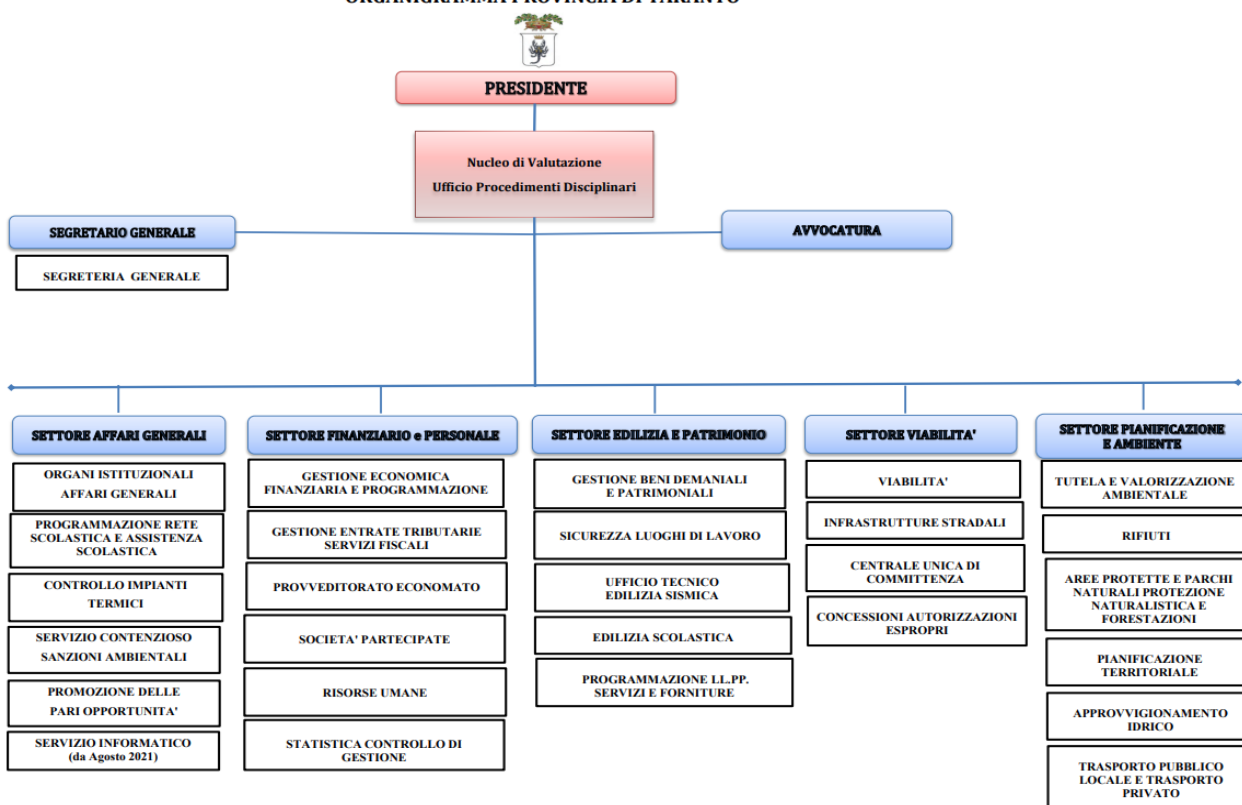 ORGANIGRAMMA PROVINCIA DI TARANTO
PRESIDENTE
Nucleo di Valutazione
Ufficio Procedimenti Disciplinari
SEGRETARIO GENERALE
AVVOCATURA
SEGRETERIA GENERALE
SETTORE AFFARI GENERALI
ORGANI ISTITUZIONALI
AFFARI GENERALI
PROGRAMMAZIONE RETE
SCOLASTICA E ASSISTENZA
SCOLASTICA
CONTROLLO IMPIANTI
TERMICI
SERVIZIO CONTENZIOSO
SANZIONI AMBIENTALI
PROMOZIONE DELLE
PARI OPPORTUNITA'
SERVIZIO INFORMATICO
(da Agosto 2021)
SETTORE FINANZIARIO e PERSONALE
GESTIONE ECONOMICA
FINANZIARIA E PROGRAMMAZIONE
GESTIONE ENTRATE TRIBUTARIE
SERVIZI FISCALI
PROVVEDITORATO ECONOMATO
SOCIETA' PARTECIPATE
RISORSE UMANE
STATISTICA CONTROLLO DI
GESTIONE
SETTORE EDILIZIA E PATRIMONIO
GESTIONE BENI DEMANIALI
E PATRIMONIALI
SICUREZZA LUOGHI DI LAVORO
UFFICIO TECNICO
EDILIZIA SISMICA
EDILIZIA SCOLASTICA
PROGRAMMAZIONE LL.PP.
SERVIZI E FORNITURE
SETTORE VIABILITA'
VIABILITA'
INFRASTRUTTURE STRADALI
CENTRALE UNICA DI
COMMITTENZA
CONCESSIONI AUTORIZZAZIONI
ESPROPRI
SETTORE PIANIFICAZIONE
E AMBIENTE
TUTELA E VALORIZZAZIONE
AMBIENTALE
RIFIUTI
AREE PROTETTE E PARCHI
NATURALI PROTEZIONE
NATURALISTICA E
FORESTAZIONI
PIANIFICAZIONE
TERRITORIALE
APPROVVIGIONAMENTO
IDRICO
TRASPORTO PUBBLICO
LOCALE E TRASPORTO
PRIVATO